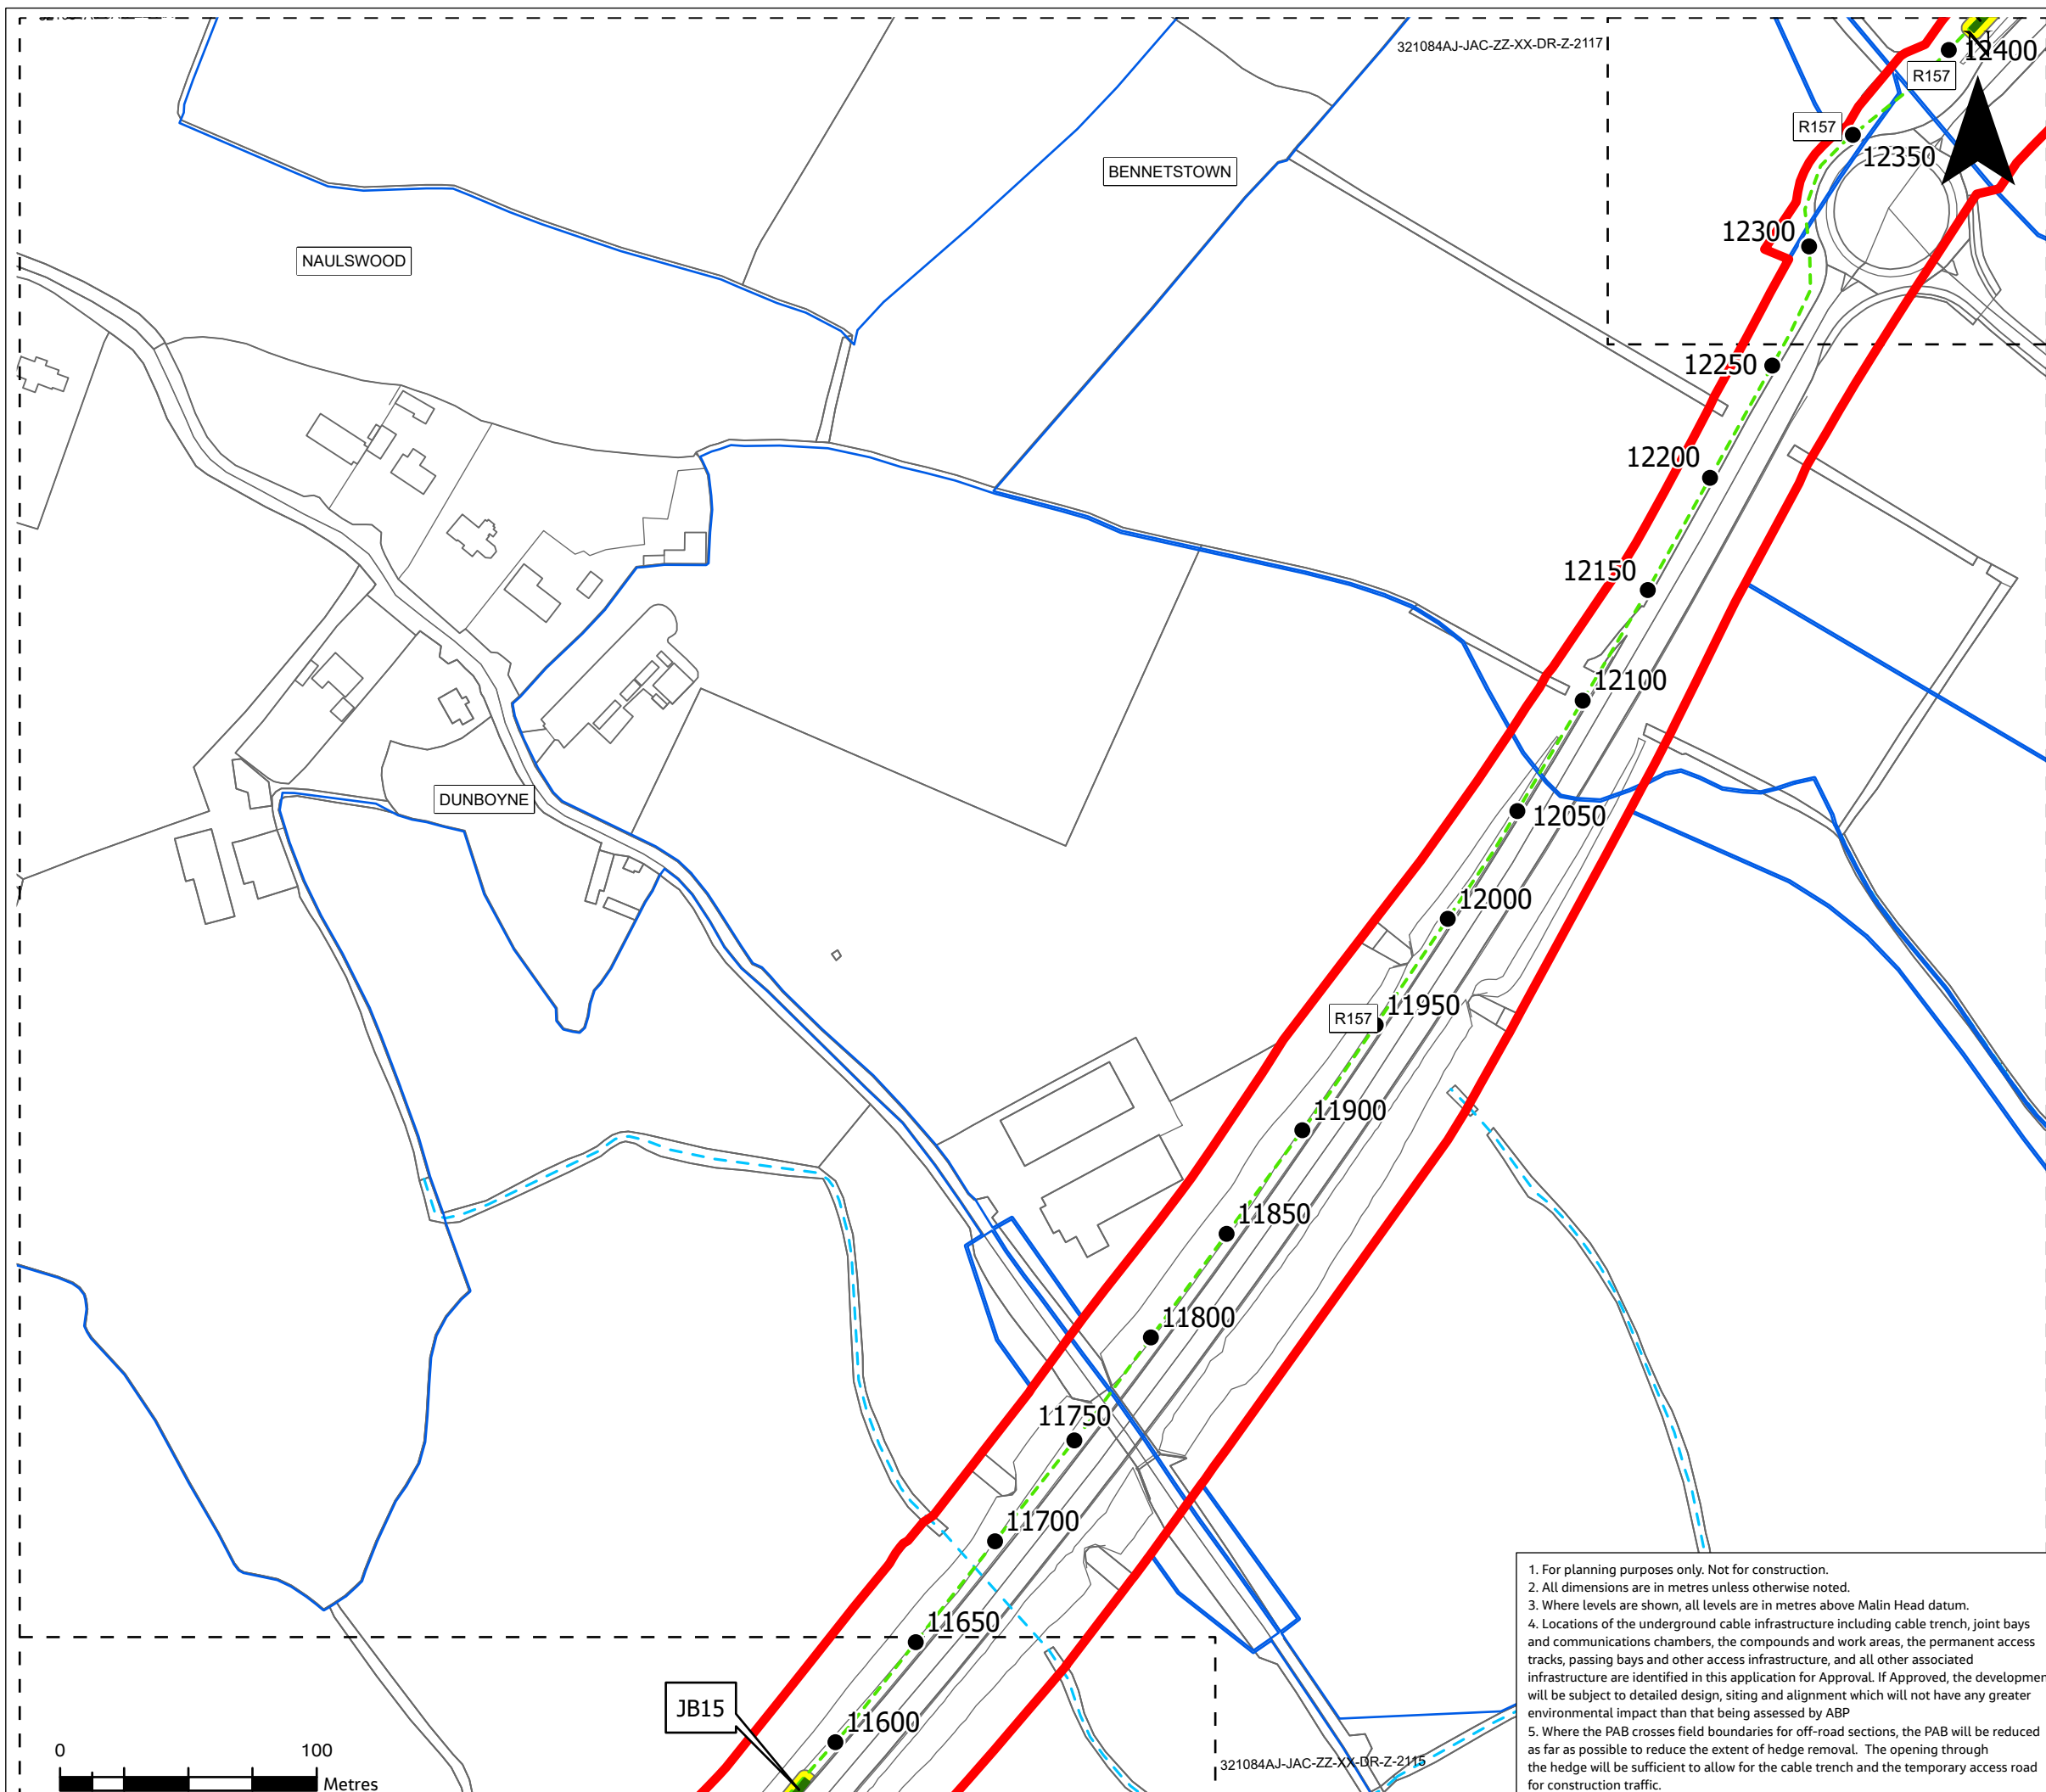 321084AJ-JAC-ZZ-XX-DR-Z-2117
N
12400
R157
R157
12350
BENNETSTOWN
12300
NAULSWOOD
12250
12200
12150
12100
DUNBOYNE
12050
12000
R157
11950
11900
11850
11800
11750
11700
11650
JB15
11600
321084AJ-JAC-ZZ-XX-DR-Z-2115
0 100
Metres
1. For planning purposes only. Not for construction.
2. All dimensions are in metres unless otherwise noted.
3. Where levels are shown, all levels are in metres above Malin Head datum.
4. Locations of the underground cable infrastructure including cable trench, joint bays
and communications chambers, the compounds and work areas, the permanent access
tracks, passing bays and other access infrastructure, and all other associated
infrastructure are identified in this application for Approval. If Approved, the developmen
will be subject to detailed design, siting and alignment which will not have any greater
environmental impact than that being assessed by ABP
5. Where the PAB crosses field boundaries for off-road sections, the PAB will be reduced
as far as possible to reduce the extent of hedge removal. The opening through
the hedge will be sufficient to allow for the cable trench and the temporary access road
for construction traffic.